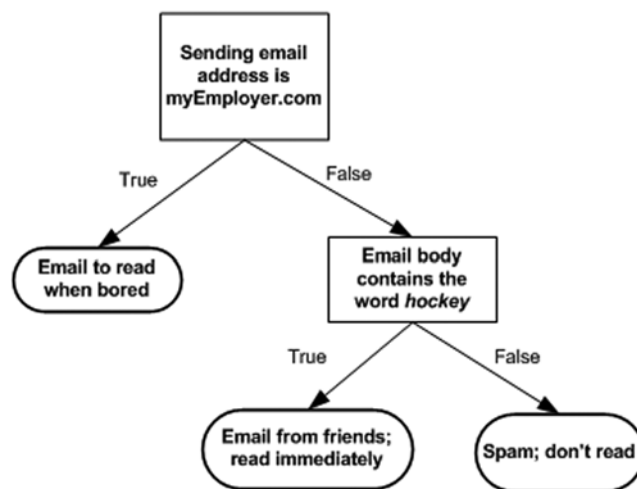 Sending email
address is
myEmployer.com
True
False
Email to read
when bored
Email body
contains the
word hockey
True
False
Email from friends;
read immediately
Spam; don't read